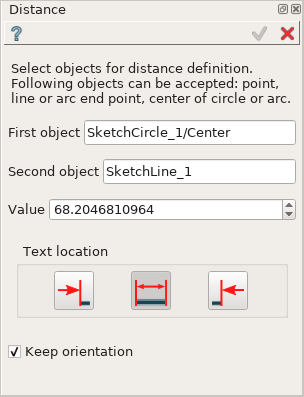 Distance
?
Select objects for distance definition.
Following objects can be accepted: point,
line or arc end point, center of circle or arc.
First object SketchCircle_1/Center
Second object SketchLine_1
Value 68.2046810964
Text location
Keep orientation